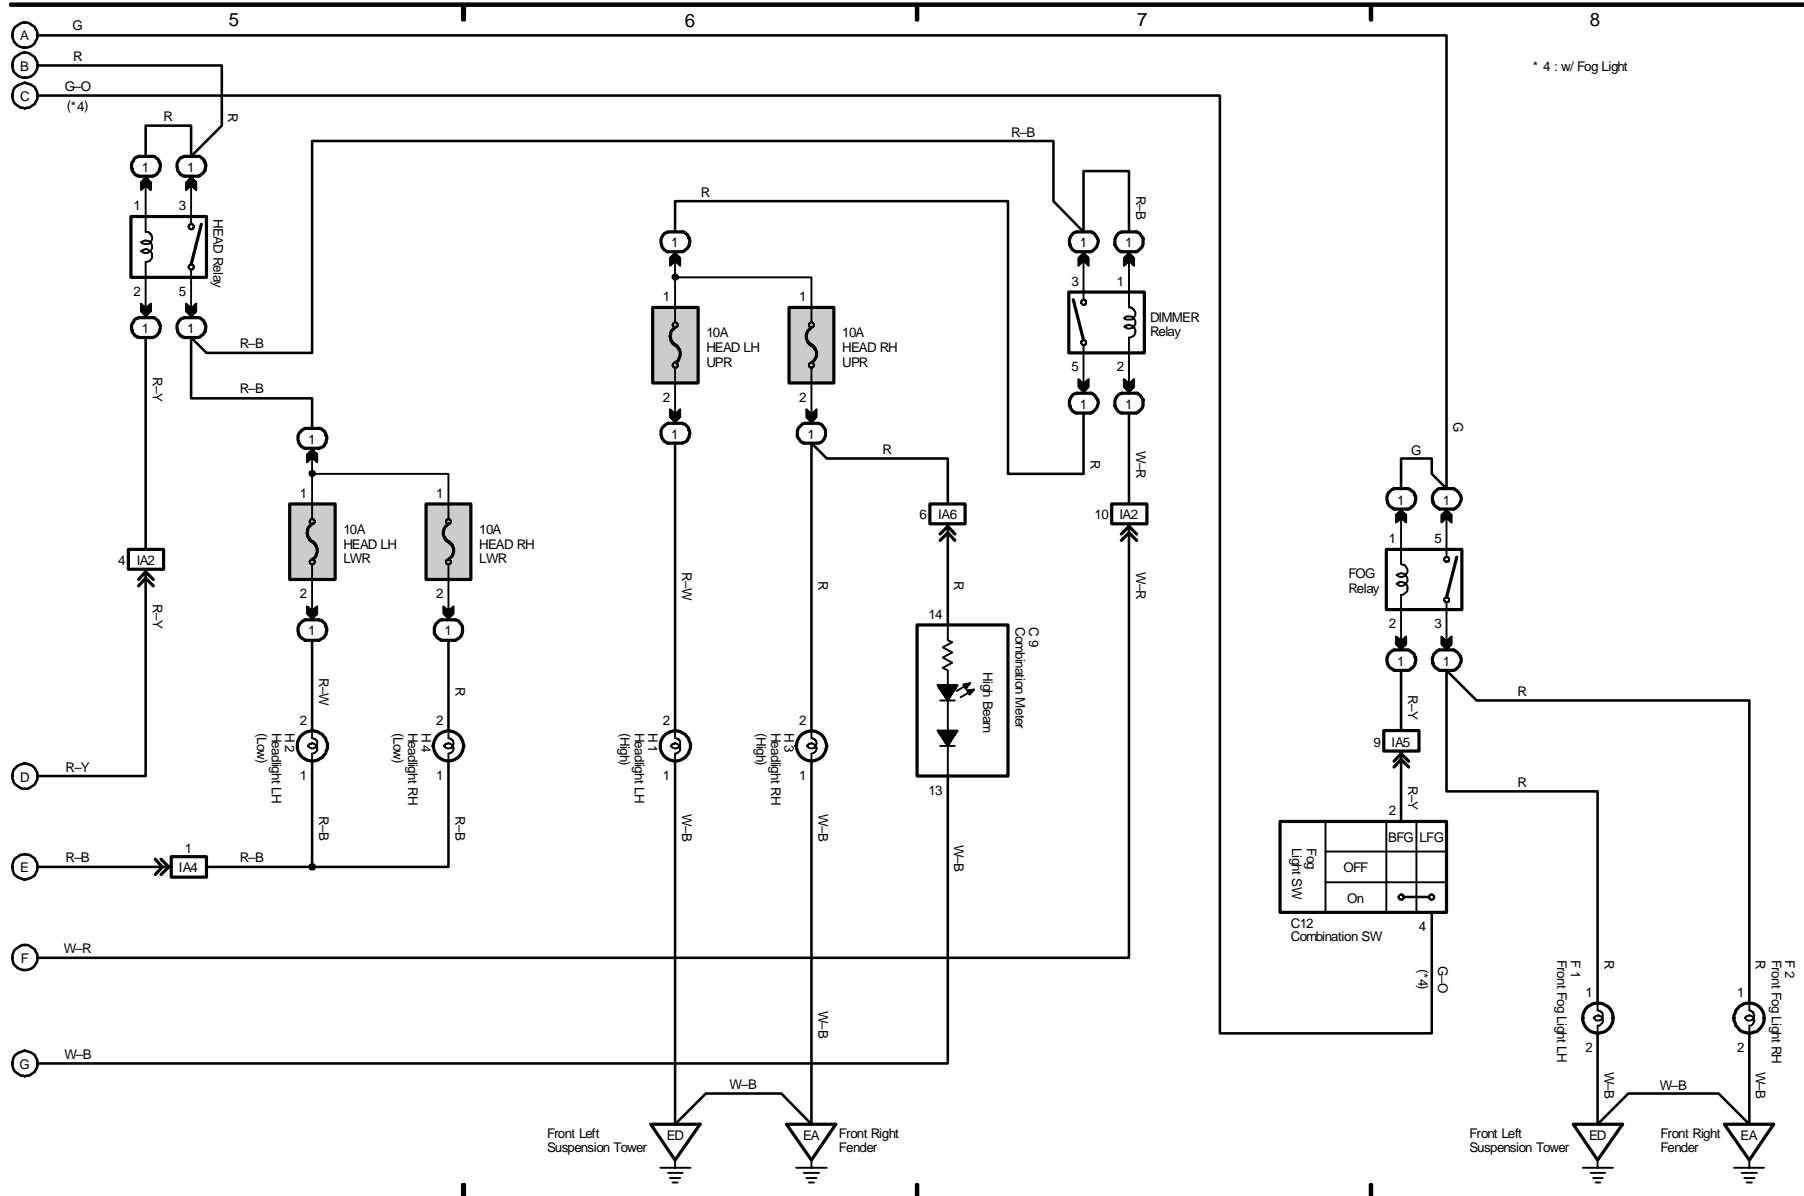 5
6
7
8
A
G
B
R
C
G–O
(*4)
* 4 : w/ Fog Light
R
R
R–B
1
1
1
3
HEAD Relay
2
5
1
1
R–B
R–B
R–Y
4
IA2
R–Y
D
R–Y
1
1
10A
HEAD LH
LWR
2
1
R–W
2
H 2
Headlight LH
(Low)
1
R–B
1
10A
HEAD RH
LWR
2
1
R
2
H 4
Headlight RH
(Low)
1
R–B
E
R–B
1
IA4
R–B
F
W–R
G
W–B
R
1
1
10A
HEAD LH
UPR
2
1
R–W
2
H 1
Headlight LH
(High)
1
W–B
1
10A
HEAD RH
UPR
2
1
R
R
2
H 3
Headlight RH
(High)
1
W–B
W–B
6
IA6
R
14
C 9
Combination Meter
High Beam
13
W–B
W–B
Front Left
Suspension Tower
ED
EA
Front Right
Fender
R–B
1
1
3
1
DIMMER
Relay
5
2
1
1
R
W–R
10
IA2
W–R
G
G
1
1
1
5
FOG
Relay
2
3
1
1
R–Y
9
IA5
R–Y
2
BFG
LFG
Fog
Light SW
OFF
On
C12
Combination SW
4
G–O
(*4)
R
R
R
F 1
Front Fog Light LH
1
2
W–B
R
F 2
Front Fog Light RH
1
2
W–B
W–B
Front Left
Suspension Tower
ED
Front Right
Fender
EA